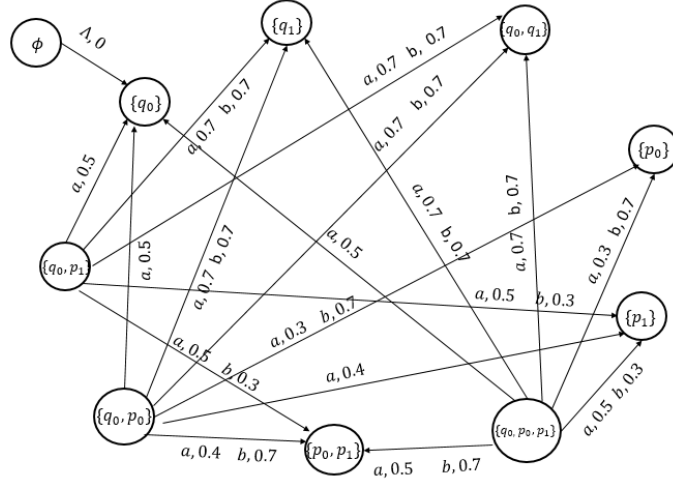 {q₁}
{q₀, q₁}
ϕ
Λ, 0
{q₀}
a, 0.7 b, 0.7
a, 0.7 b, 0.7
a, 0.7 b, 0.7
{p₀}
a, 0.5
a, 0.7 b, 0.7
a, 0.7 b, 0.7
a, 0.5
a, 0.5
a, 0.7 b, 0.7
a, 0.3 b, 0.7
{q₀, p₁}
a, 0.5 b, 0.3
{p₁}
a, 0.3 b, 0.7
a, 0.5 b, 0.3
a, 0.4
a, 0.5 b, 0.3
{q₀, p₀}
{q₀, p₀, p₁}
a, 0.4 b, 0.7
{p₀, p₁}
a, 0.5 b, 0.7